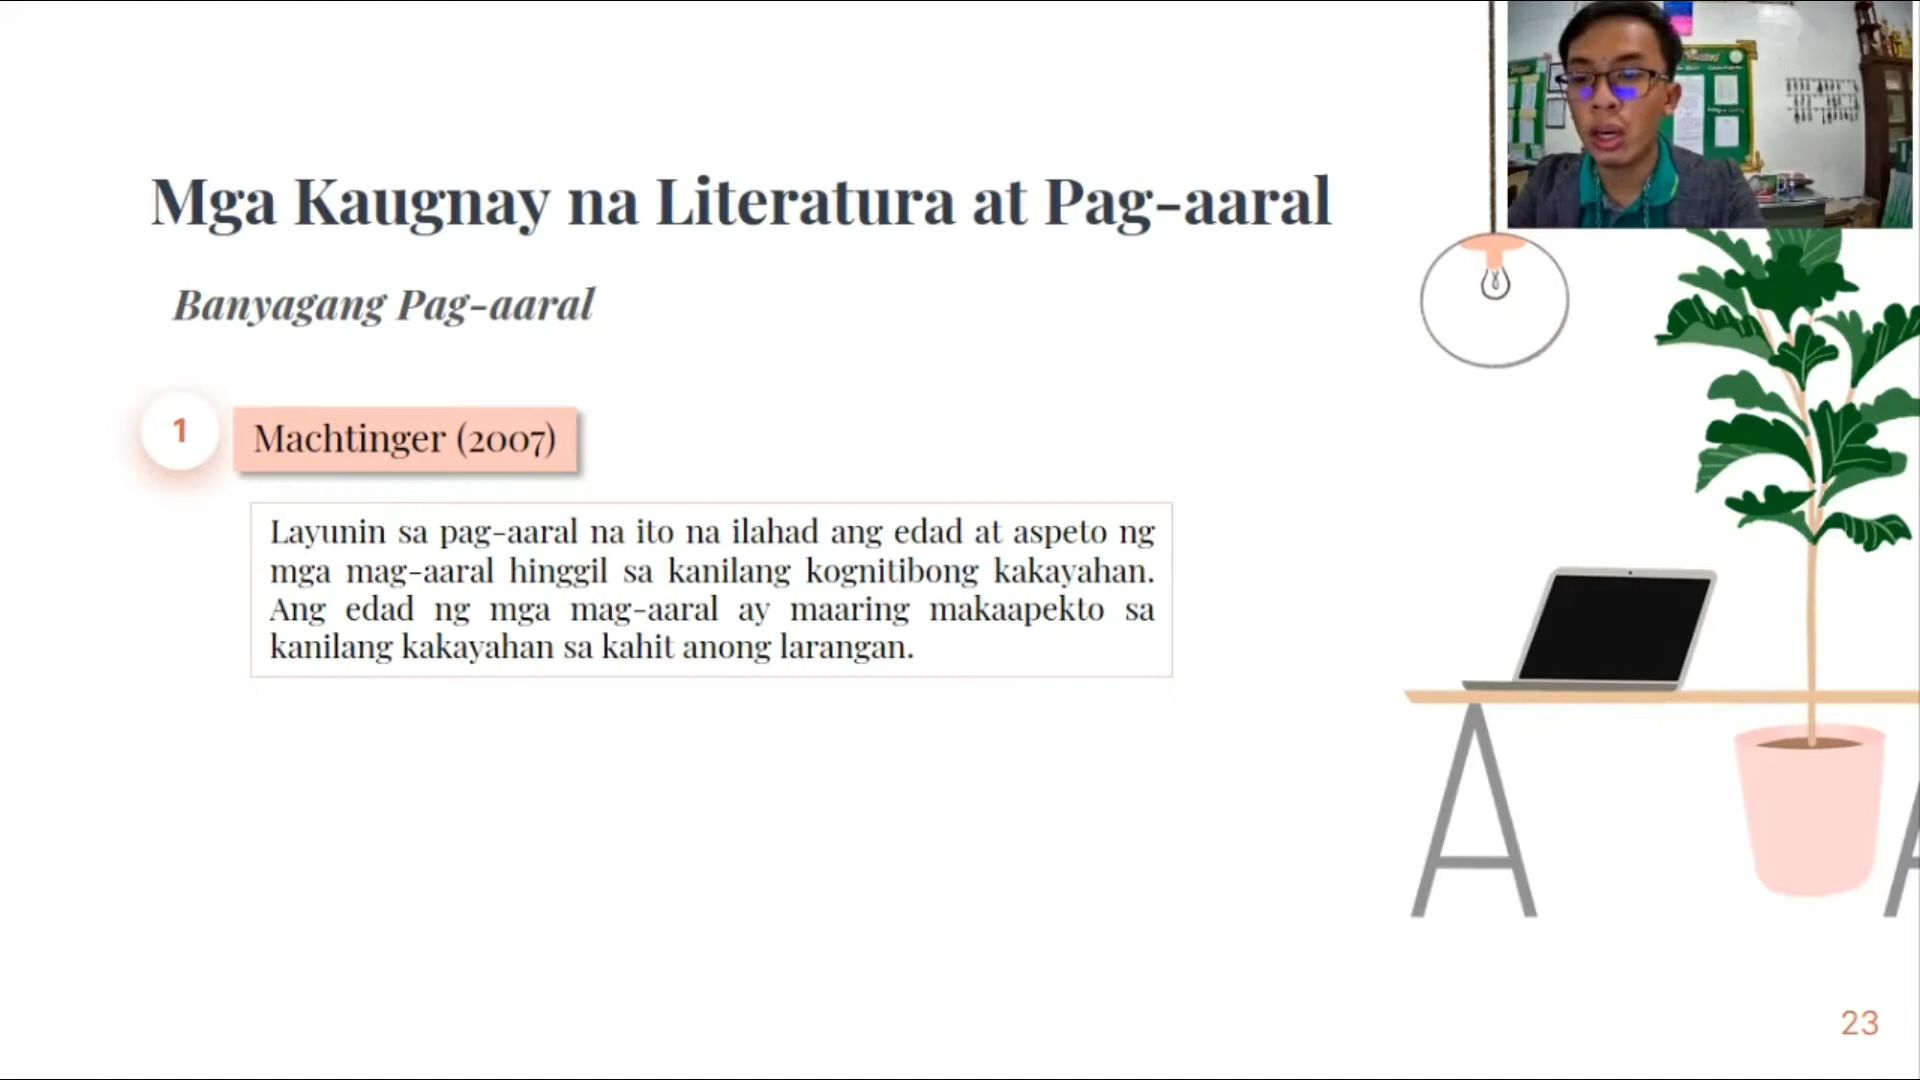 Mga Kaugnay na Literatura at Pag-aaral
Banyagang Pag-aaral
1
Machtinger (2007)
Layunin sa pag-aaral na ito na ilahad ang edad at aspeto ng
mga mag-aaral hinggil sa kanilang kognitibong kakayahan.
Ang edad ng mga mag-aaral ay maaring makaapekto sa
kanilang kakayahan sa kahit anong larangan.
23